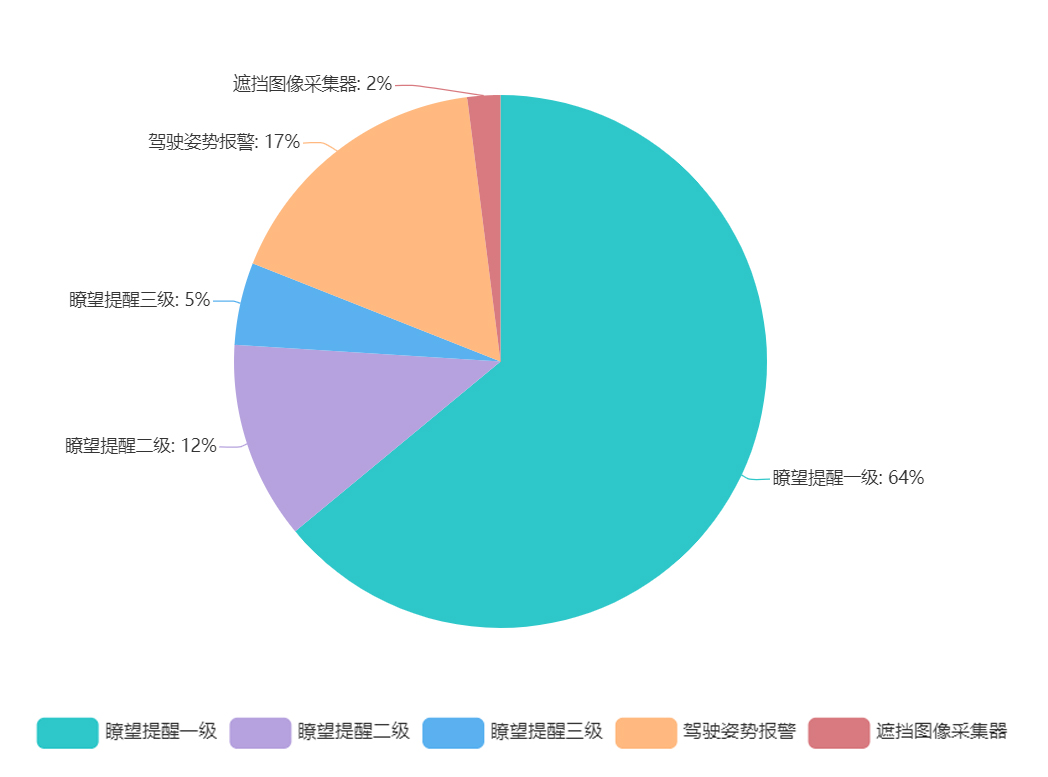 遮挡图像采集器: 2%
驾驶姿势报警: 17%
瞭望提醒三级: 5%
瞭望提醒二级: 12%
瞭望提醒一级: 64%
瞭望提醒一级 瞭望提醒二级 瞭望提醒三级 驾驶姿势报警 遮挡图像采集器